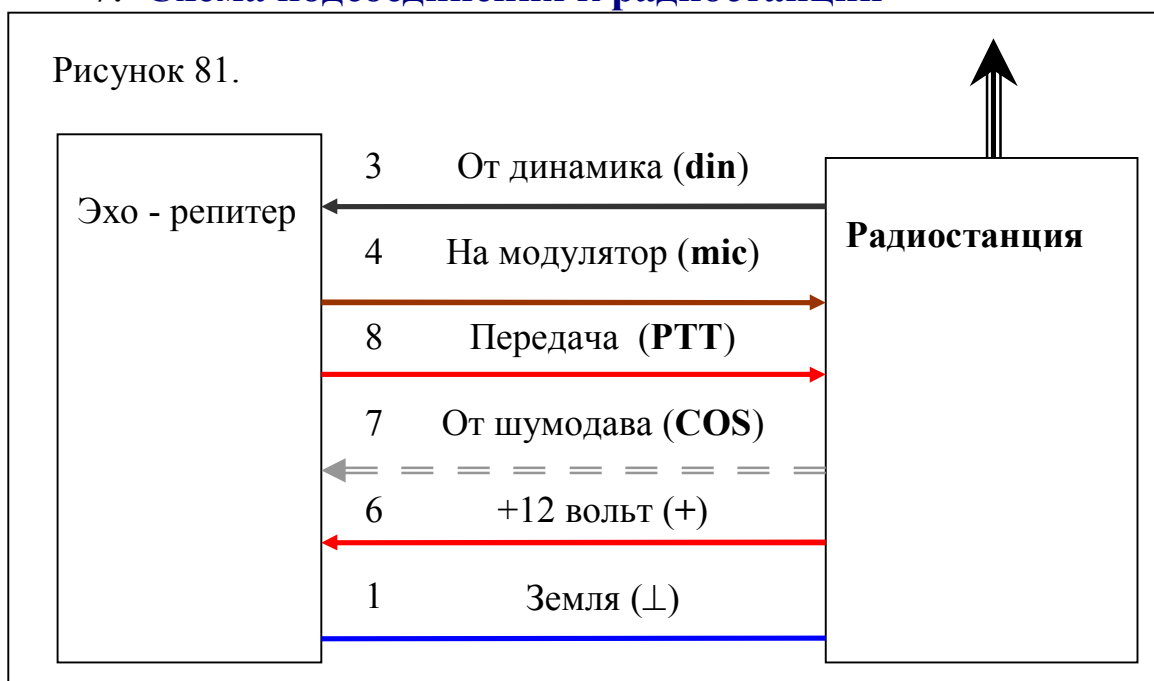 Рисунок 81.
3 От динамика (din)
Эхо - репитер
Радиостанция
4 На модулятор (mic)
8 Передача (PTT)
7 От шумодава (COS)
6 +12 вольт (+)
1 Земля (⊥)